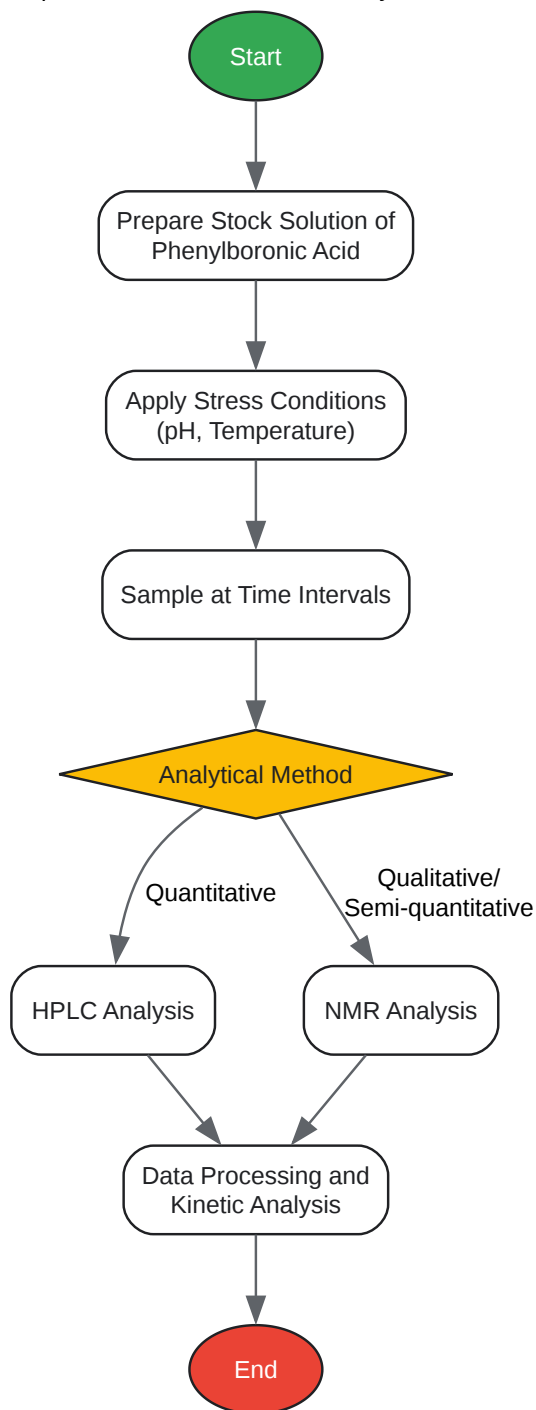 Start
Prepare Stock Solution of
Phenylboronic Acid
Apply Stress Conditions
(pH, Temperature)
Sample at Time Intervals
Analytical Method
Quantitative
Qualitative/
Semi-quantitative
HPLC Analysis
NMR Analysis
Data Processing and
Kinetic Analysis
End